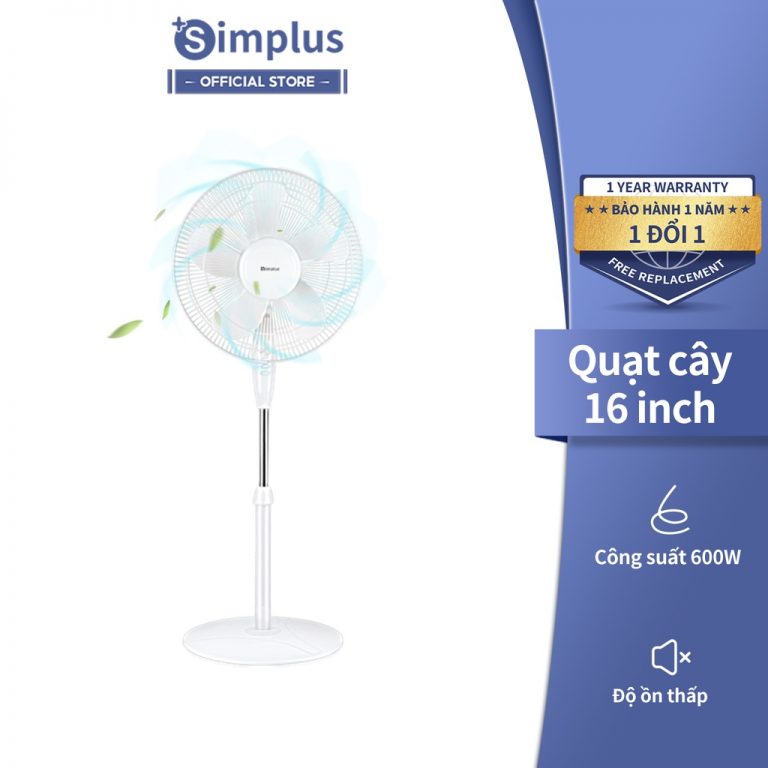 Simplus
OFFICIAL STORE
Simplus
1 YEAR WARRANTY
★ ★ BẢO HÀNH 1 NĂM ★ ★
1 ĐỔI 1
FREE REPLACEMENT
Quạt cây
16 inch
Công suất 600W
Độ ồn thấp